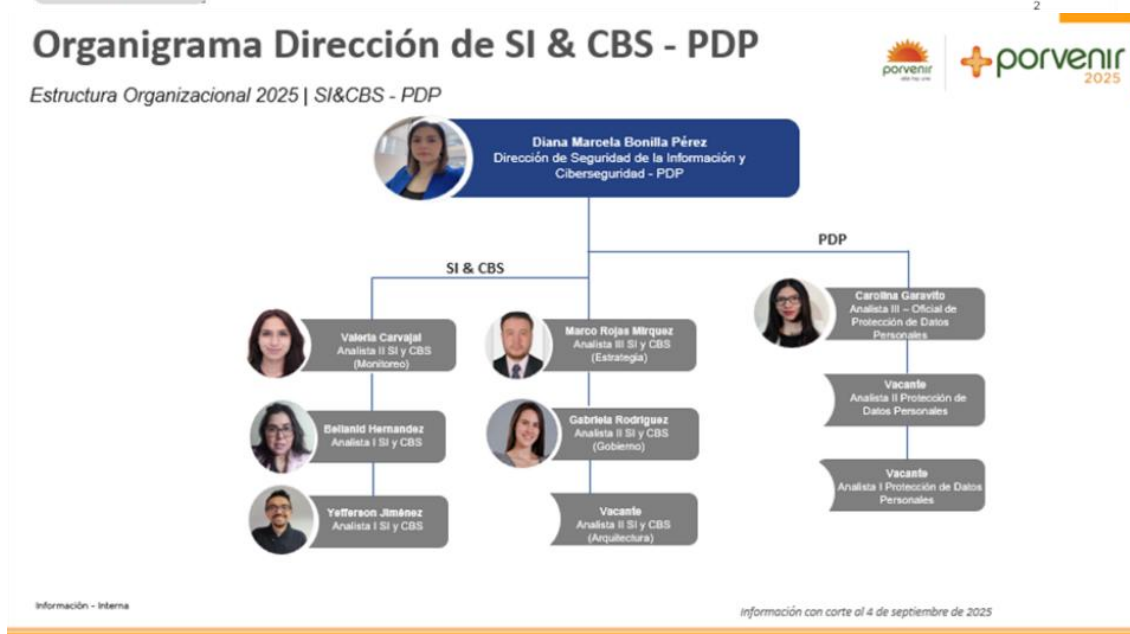 2
Organigrama Dirección de SI & CBS - PDP
porvenir
+porvenir
2025
Estructura Organizacional 2025 | SI&CBS - PDP
Diana Marcela Bonilla Pérez
Dirección de Seguridad de la Información y
Ciberseguridad - PDP
PDP
SI & CBS
Carolina Garavito
Analista III – Oficial de
Protección de Datos
Personales
Valeria Carvajal
Analista II SI y CBS
(Monitoreo)
Marco Rojas Mirquez
Analista III SI y CBS
(Estrategia)
Vacante
Analista II Protección de
Datos Personales
Bellanid Hernandez
Analista I SI y CBS
Gabriela Rodriguez
Analista II SI y CBS
(Gobierno)
Vacante
Analista I Protección de Datos
Personales
Yefferson Jiménez
Analista I SI y CBS
Vacante
Analista II SI y CBS
(Arquitectura)
Información - Interna
Información con corte al 4 de septiembre de 2025